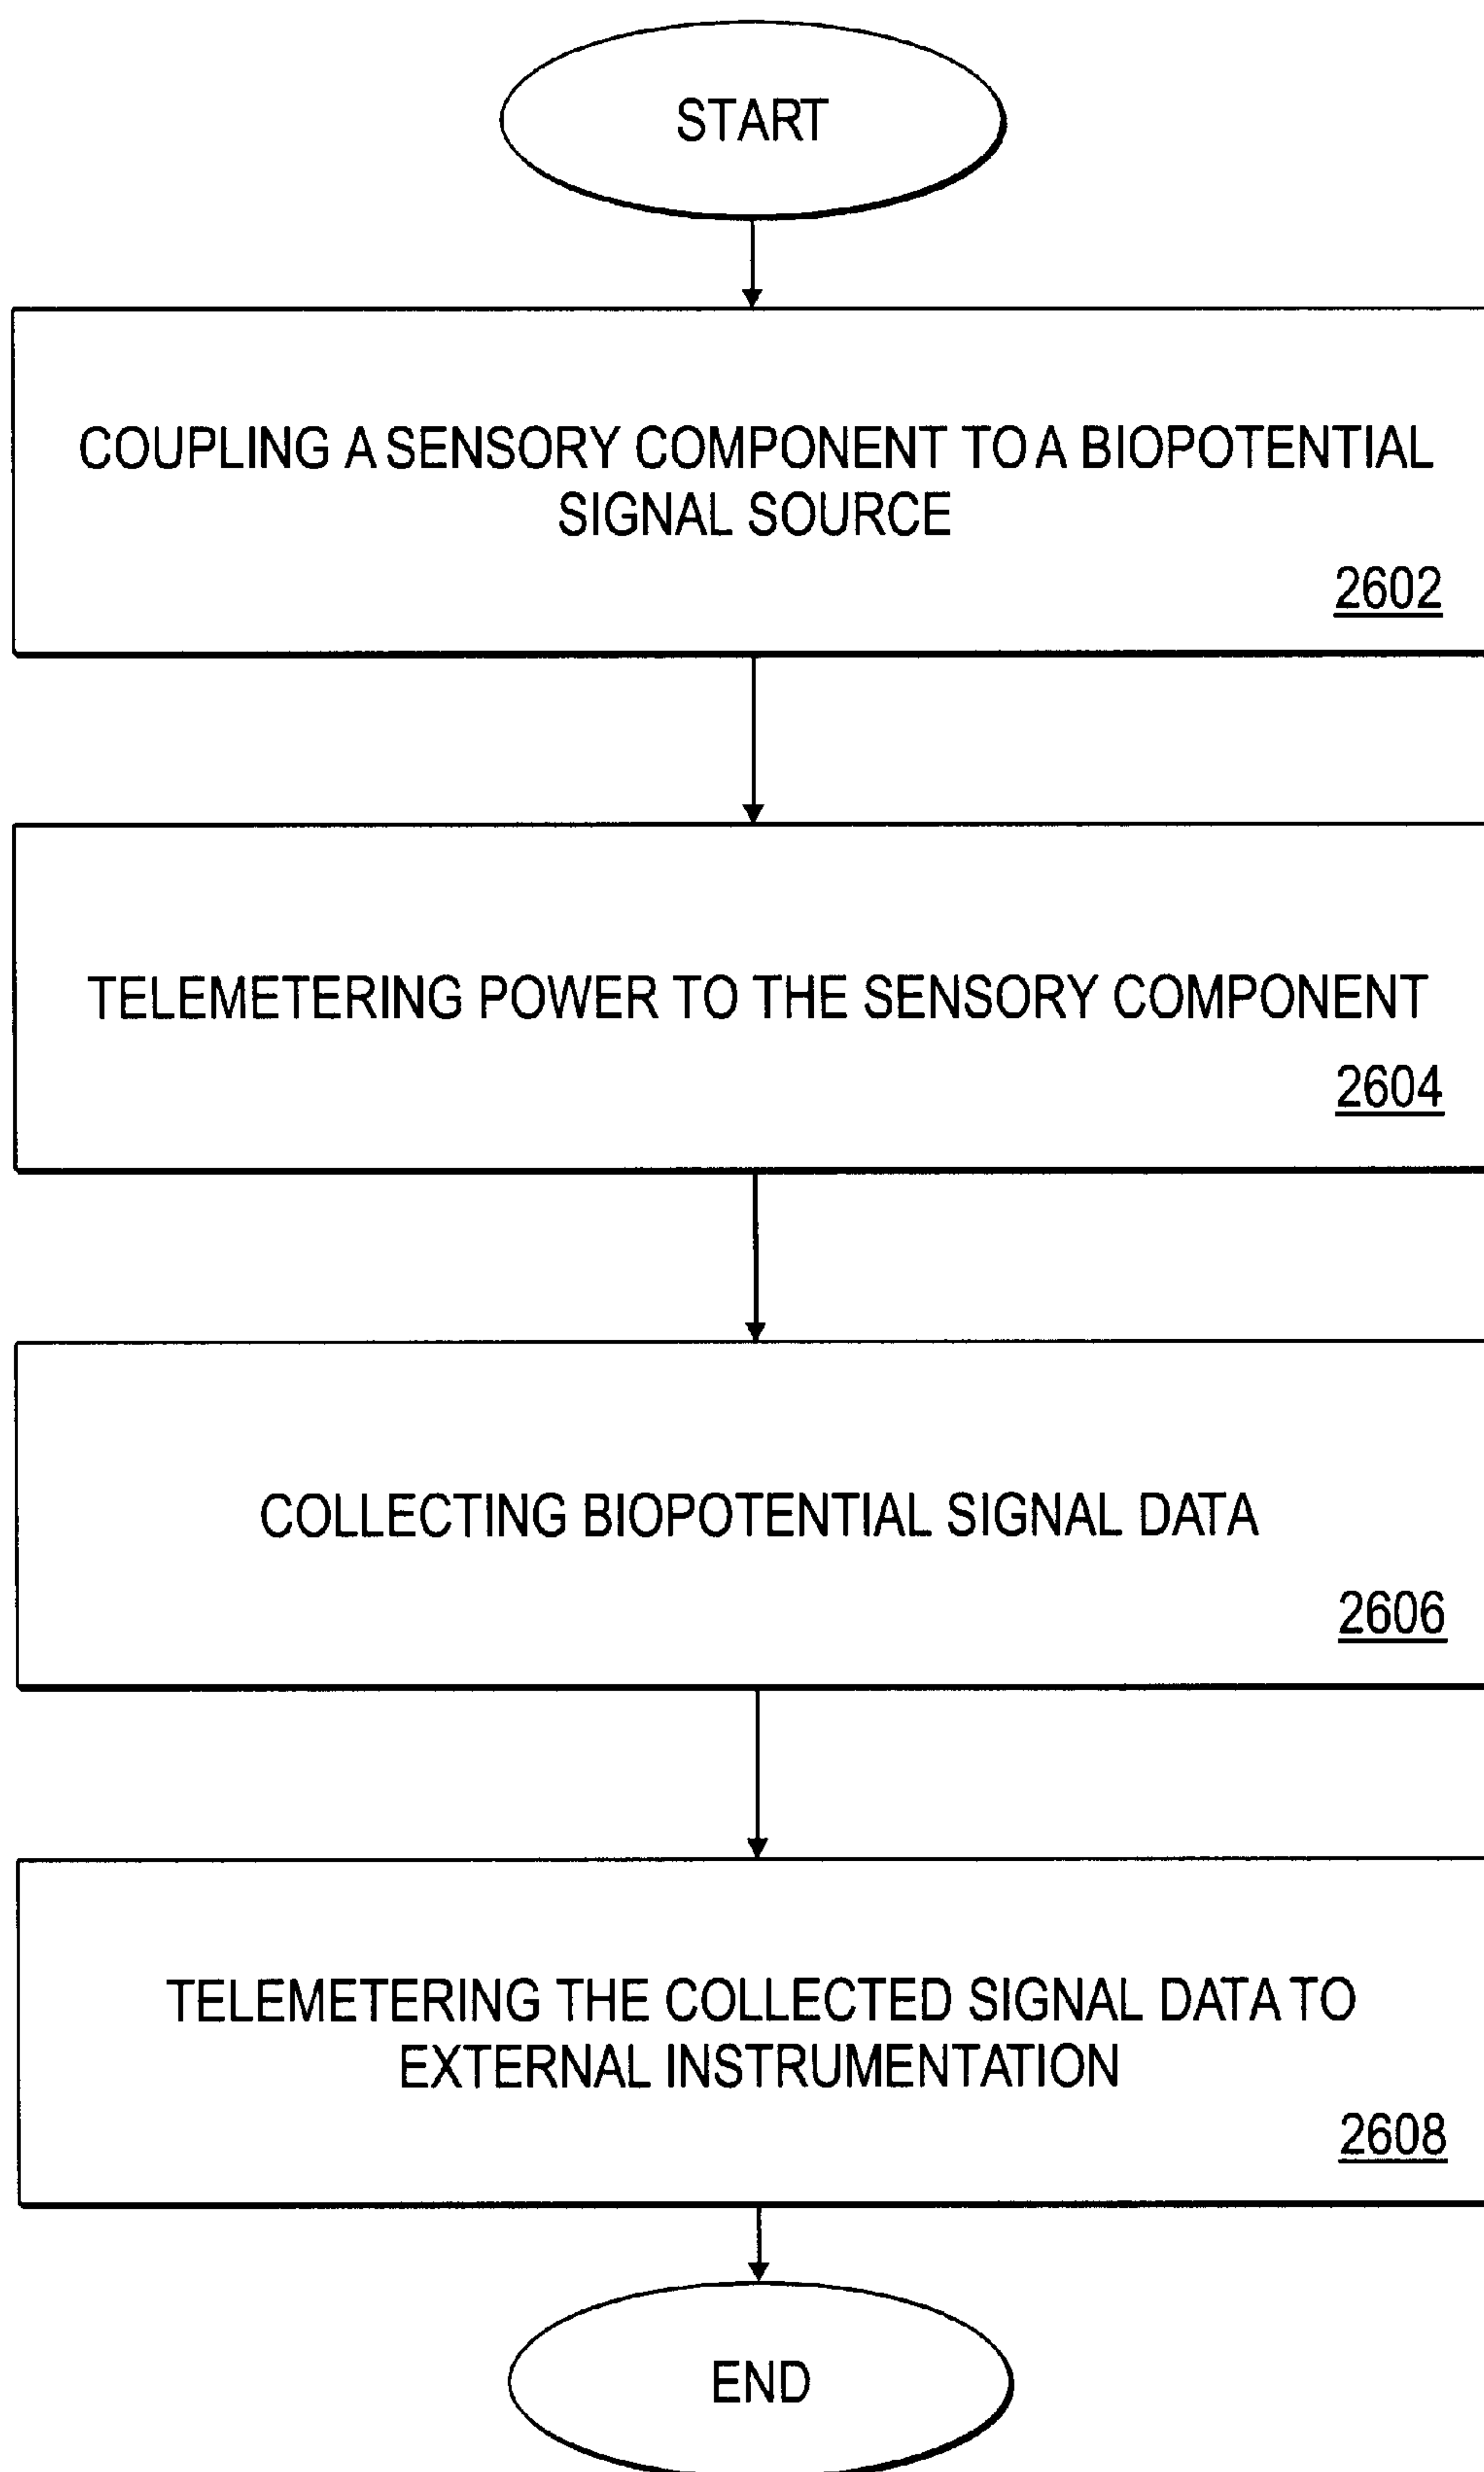 START
COUPLING A SENSORY COMPONENT TO A BIOPOTENTIAL
SIGNAL SOURCE
2602
TELEMETERING POWER TO THE SENSORY COMPONENT
2604
COLLECTING BIOPOTENTIAL SIGNAL DATA
2606
TELEMETERING THE COLLECTED SIGNAL DATA TO
EXTERNAL INSTRUMENTATION
2608
END